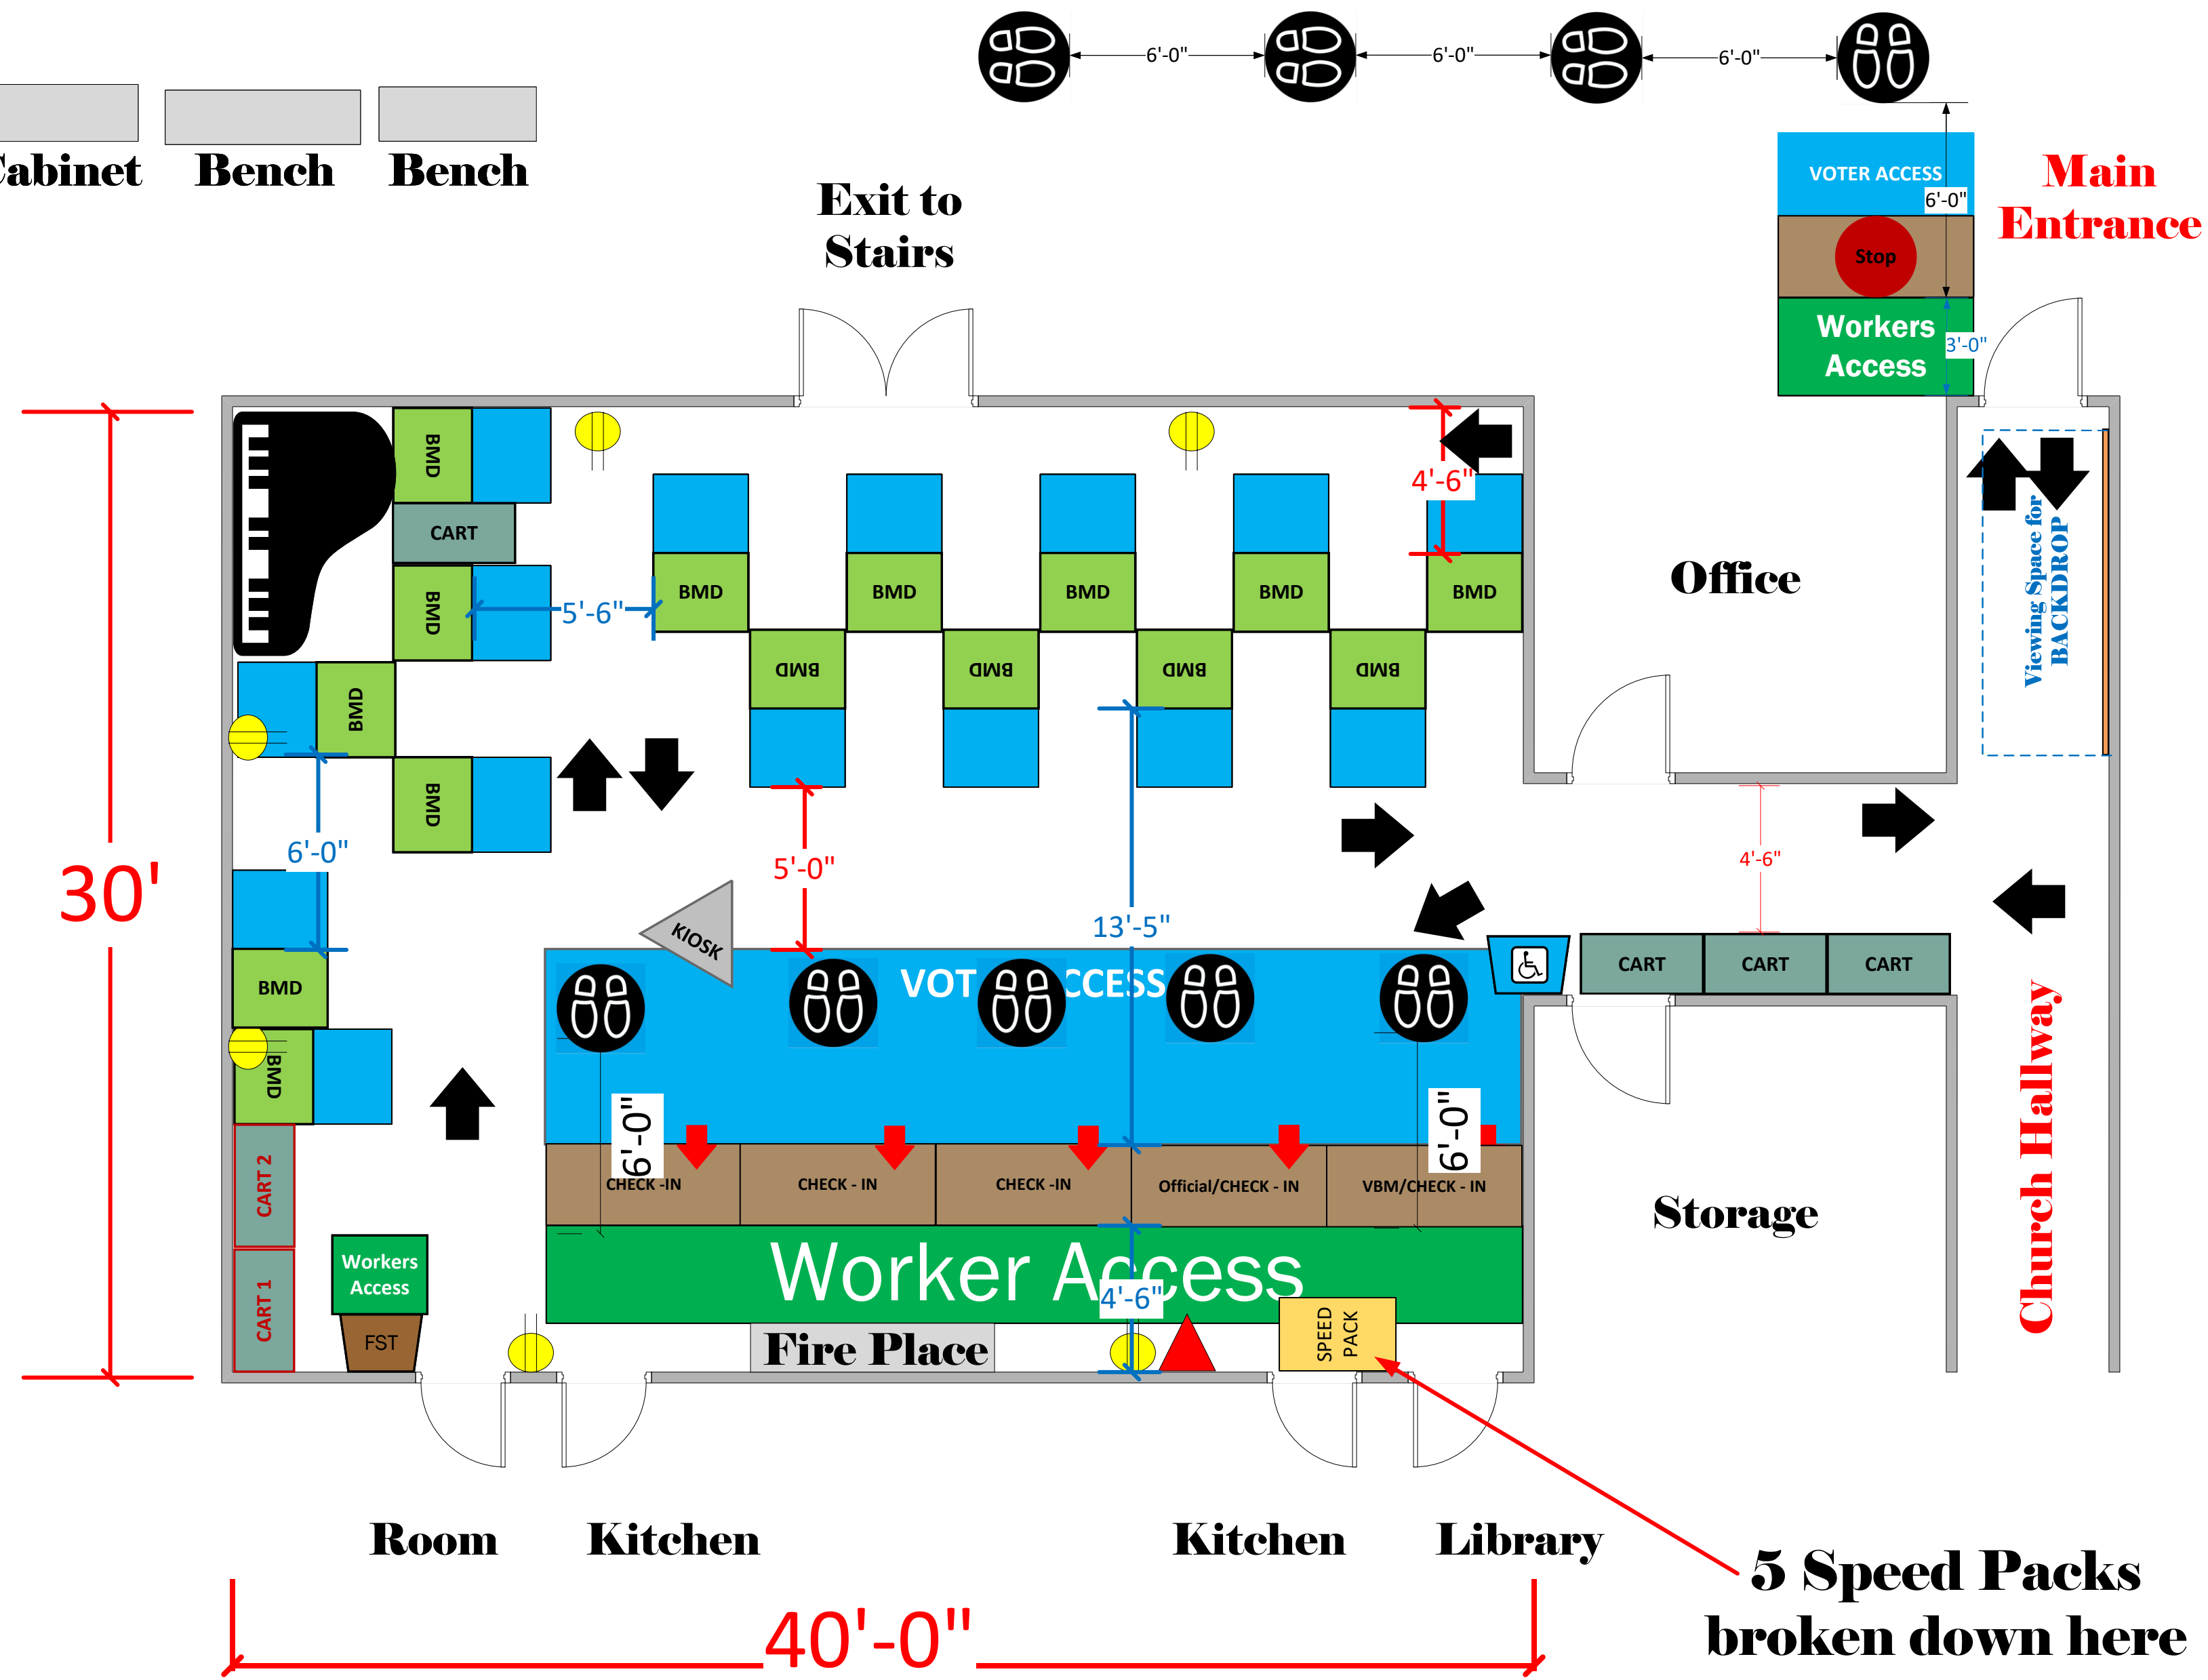 6'-0"
6'-0"
6'-0"
Bench
Bench
VOTER ACCESS
6'-0"
Main
Entrance
Exit to
Stairs
Stop
Workers
Access
3'-0"
BMD
CART
BMD
5'-6"
BMD
BMD
BMD
BMD
BMD
4'-6"
BMD
BMD
BMD
BMD
Office
Viewing Space for
BACKDROP
BMD
BMD
30'
6'-0"
5'-0"
13'-5"
4'-6"
KIOSK
CART
CART
CART
BMD
BMD
6'-0"
6'-0"
CHECK -IN
CHECK - IN
CHECK -IN
Official/CHECK - IN
VBM/CHECK - IN
CART 2
CART 1
Workers
Access
FST
Worker Access
4'-6"
SPEED
PACK
Fire Place
Storage
Church Hallway
Room
Kitchen
Kitchen
Library
5 Speed Packs
broken down here
40'-0"